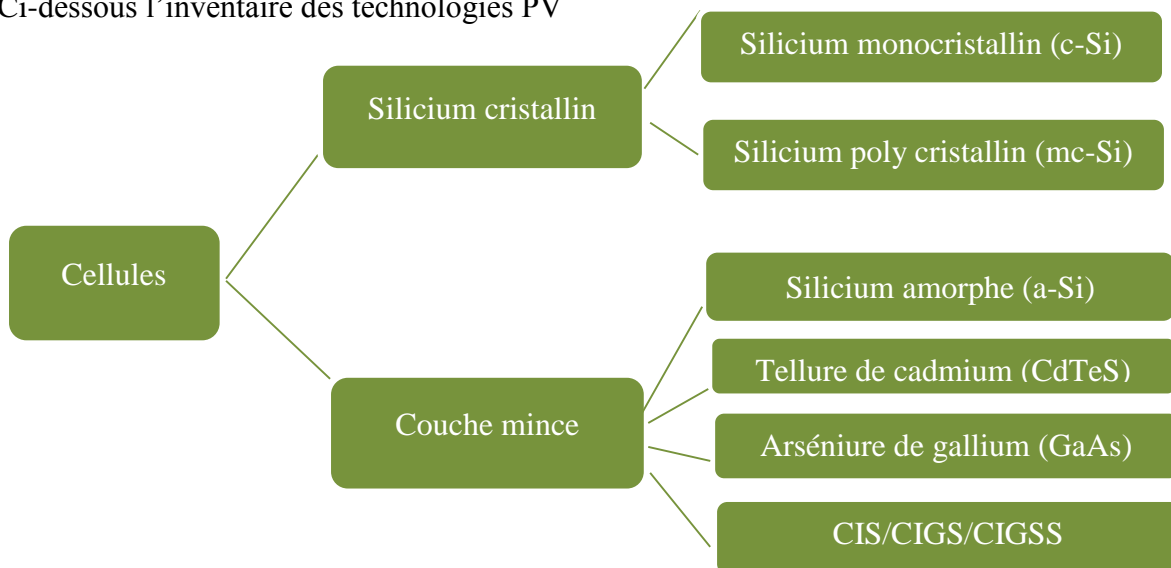 Ci-dessous l'inventaire des technologies PV
Silicium monocristallin (c-Si)
Silicium cristallin
Silicium poly cristallin (mc-Si)
Cellules
Silicium amorphe (a-Si)
Tellure de cadmium (CdTeS)
Couche mince
Arséniure de gallium (GaAs)
CIS/CIGS/CIGSS